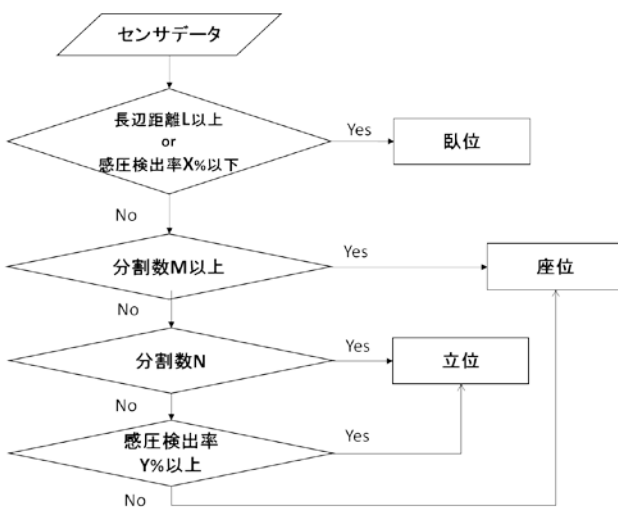 センサデータ
長辺距離L以上
or
感圧検出率X%以下
Yes
臥位
No
分割数M以上
Yes
座位
No
分割数N
Yes
立位
No
感圧検出率
Y%以上
Yes
No